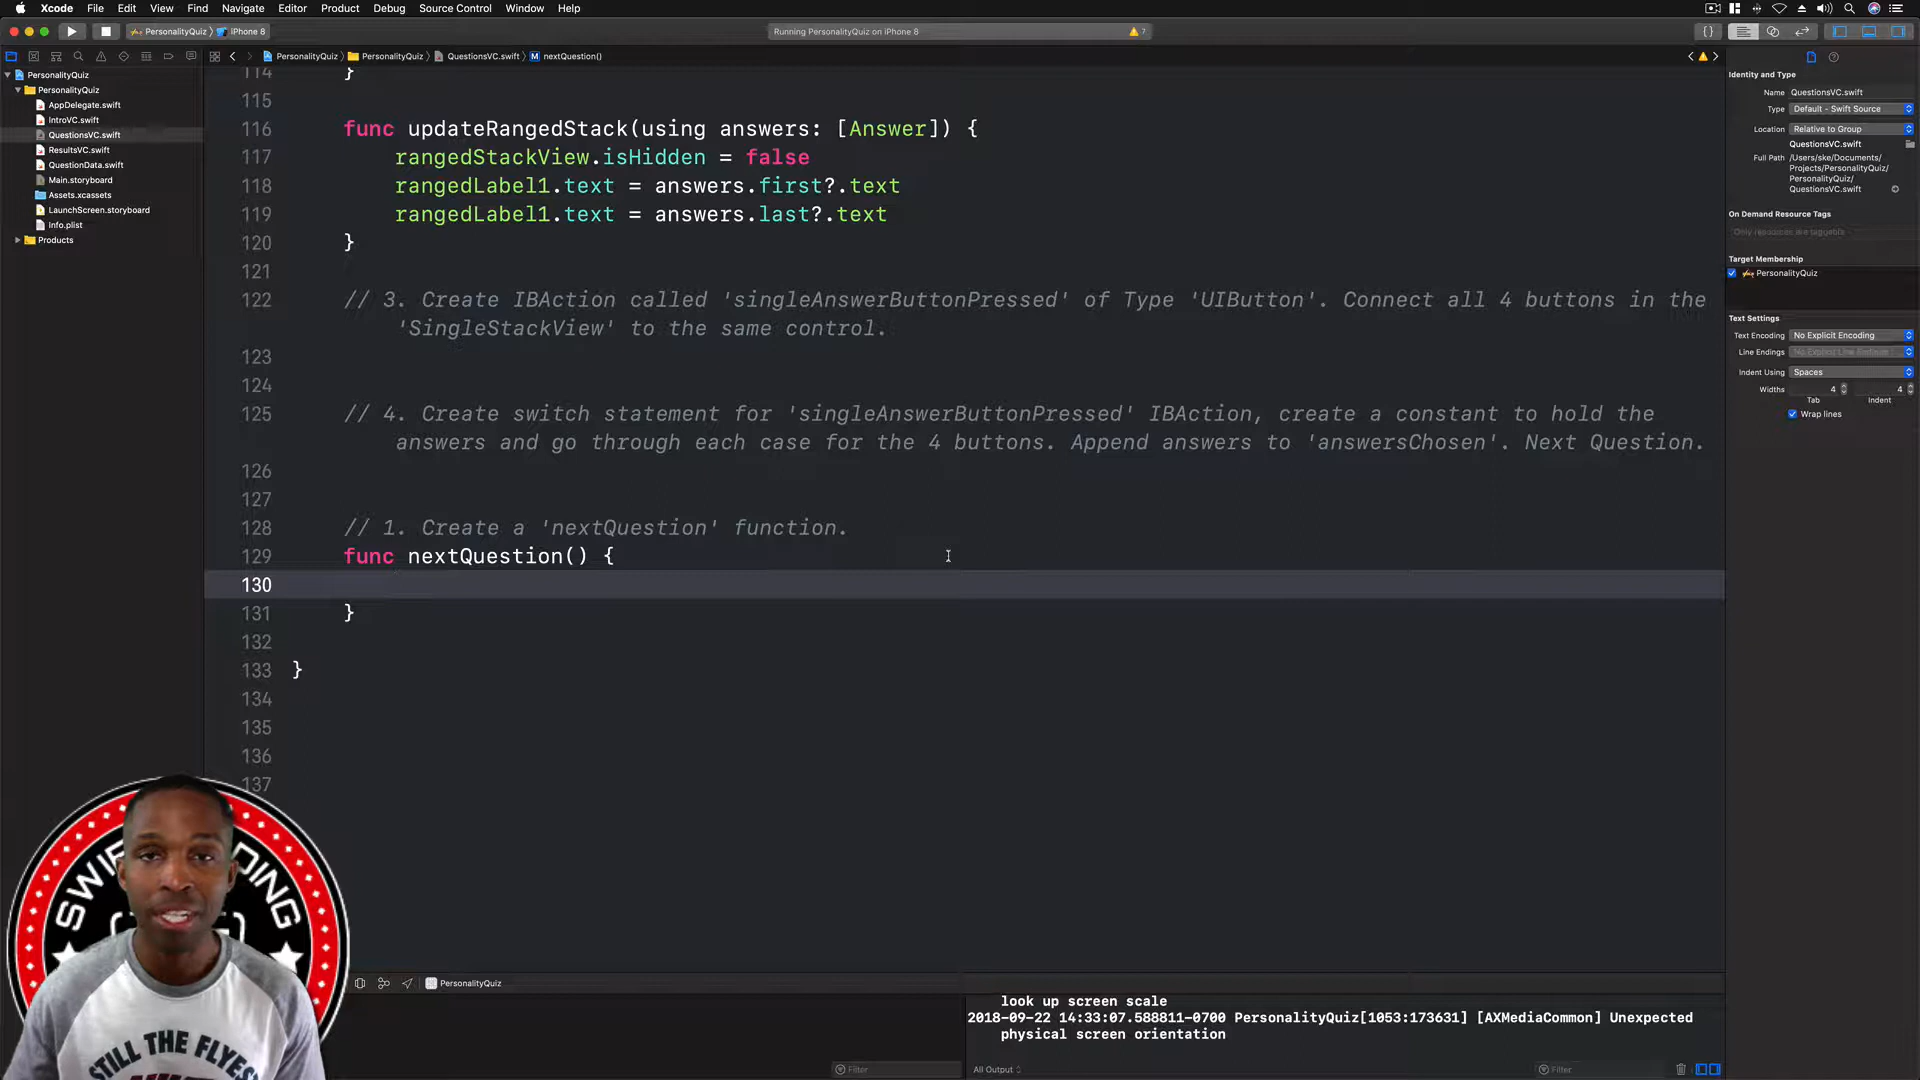 Xcode File Edit View Find Navigate Editor Product Debug Source Control Window Help
PersonalityQuiz › iPhone 8
Running PersonalityQuiz on iPhone 8
7
PersonalityQuiz › PersonalityQuiz › QuestionsVC.swift › M nextQuestion()
PersonalityQuiz
PersonalityQuiz
AppDelegate.swift
IntroVC.swift
QuestionsVC.swift
ResultsVC.swift
QuestionData.swift
Main.storyboard
Assets.xcassets
LaunchScreen.storyboard
Info.plist
Products
114 }
115
116 func updateRangedStack(using answers: [Answer]) {
117 rangedStackView.isHidden = false
118 rangedLabel1.text = answers.first?.text
119 rangedLabel1.text = answers.last?.text
120 }
121
122 // 3. Create IBAction called 'singleAnswerButtonPressed' of Type 'UIButton'. Connect all 4 buttons in the
'SingleStackView' to the same control.
123
124
125 // 4. Create switch statement for 'singleAnswerButtonPressed' IBAction, create a constant to hold the
answers and go through each case for the 4 buttons. Append answers to 'answersChosen'. Next Question.
126
127
128 // 1. Create a 'nextQuestion' function.
129 func nextQuestion() {
130
131 }
132
133 }
134
135
136
137
Identity and Type
Name QuestionsVC.swift
Type Default - Swift Source
Location Relative to Group
QuestionsVC.swift
Full Path /Users/ske/Documents/
Projects/PersonalityQuiz/
PersonalityQuiz/
QuestionsVC.swift
On Demand Resource Tags
Only resources are taggable
Target Membership
PersonalityQuiz
Text Settings
Text Encoding No Explicit Encoding
Line Endings No Explicit Line Endings
Indent Using Spaces
Widths 4 4
Tab Indent
Wrap lines
PersonalityQuiz
look up screen scale
2018-09-22 14:33:07.588811-0700 PersonalityQuiz[1053:173631] [AXMediaCommon] Unexpected
physical screen orientation
Filter
All Output
Filter
STILL THE FLYES